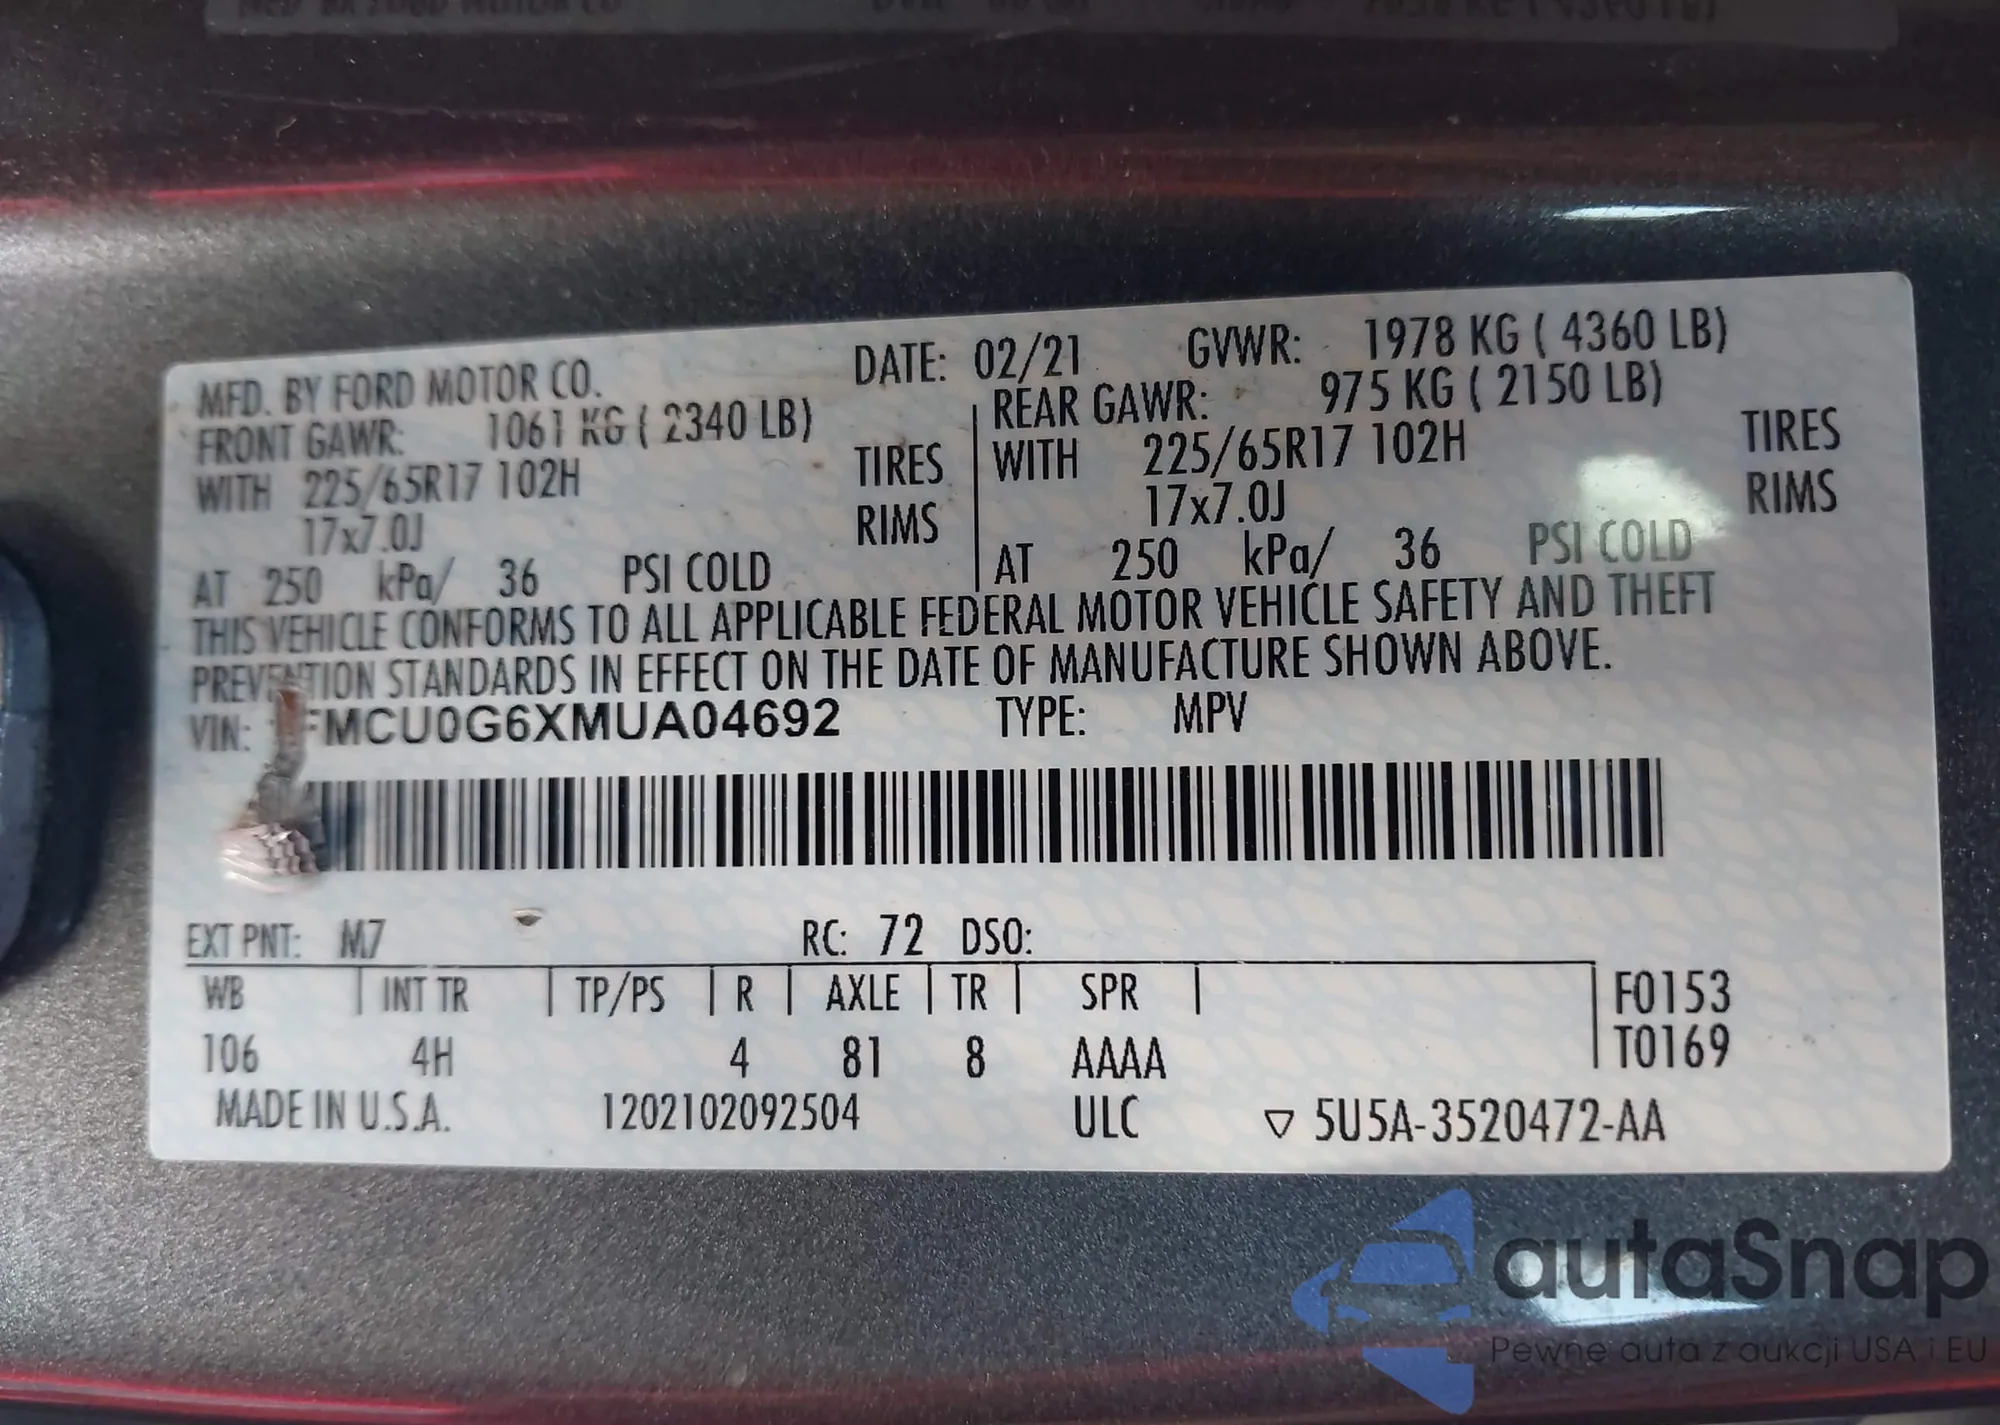 MFD. BY FORD MOTOR CO. DATE: 02/21 GVWR: 1978 KG ( 4360 LB)
FRONT GAWR: 1061 KG ( 2340 LB) REAR GAWR: 975 KG ( 2150 LB)
WITH 225/65R17 102H TIRES WITH 225/65R17 102H TIRES
17x7.0J RIMS 17x7.0J RIMS
AT 250 kPa/ 36 PSI COLD AT 250 kPa/ 36 PSI COLD
THIS VEHICLE CONFORMS TO ALL APPLICABLE FEDERAL MOTOR VEHICLE SAFETY AND THEFT
PREVENTION STANDARDS IN EFFECT ON THE DATE OF MANUFACTURE SHOWN ABOVE.
VIN: FMCU0G6XMUA04692 TYPE: MPV
EXT PNT: M7 RC: 72 DSO:
WB INT TR TP/PS R AXLE TR SPR F0153
106 4H 4 81 8 AAAA T0169
MADE IN U.S.A. 1202102092504 ULC ▽ 5U5A-3520472-AA
autaSnap
Pewne auta z aukcji USA i EU